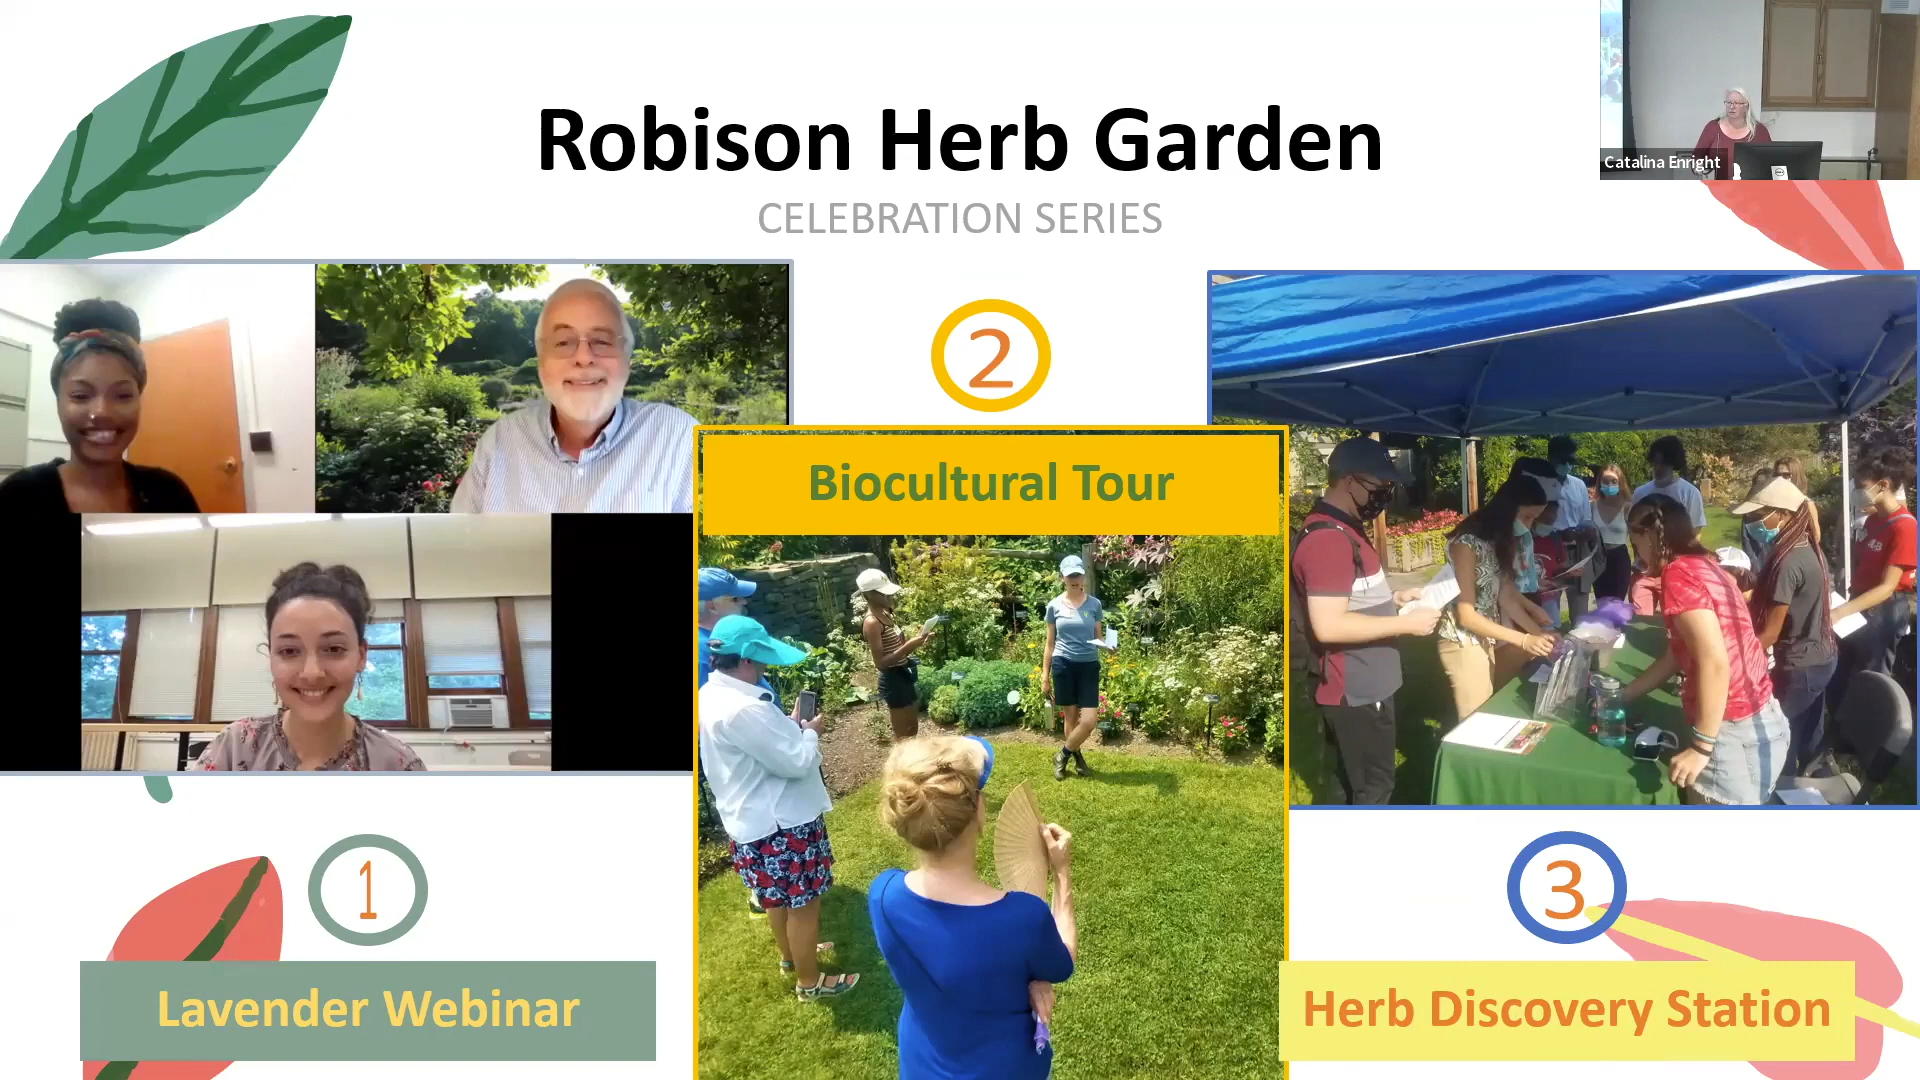 Robison Herb Garden
CELEBRATION SERIES
Catalina Enright
2
Biocultural Tour
1
Lavender Webinar
3
Herb Discovery Station